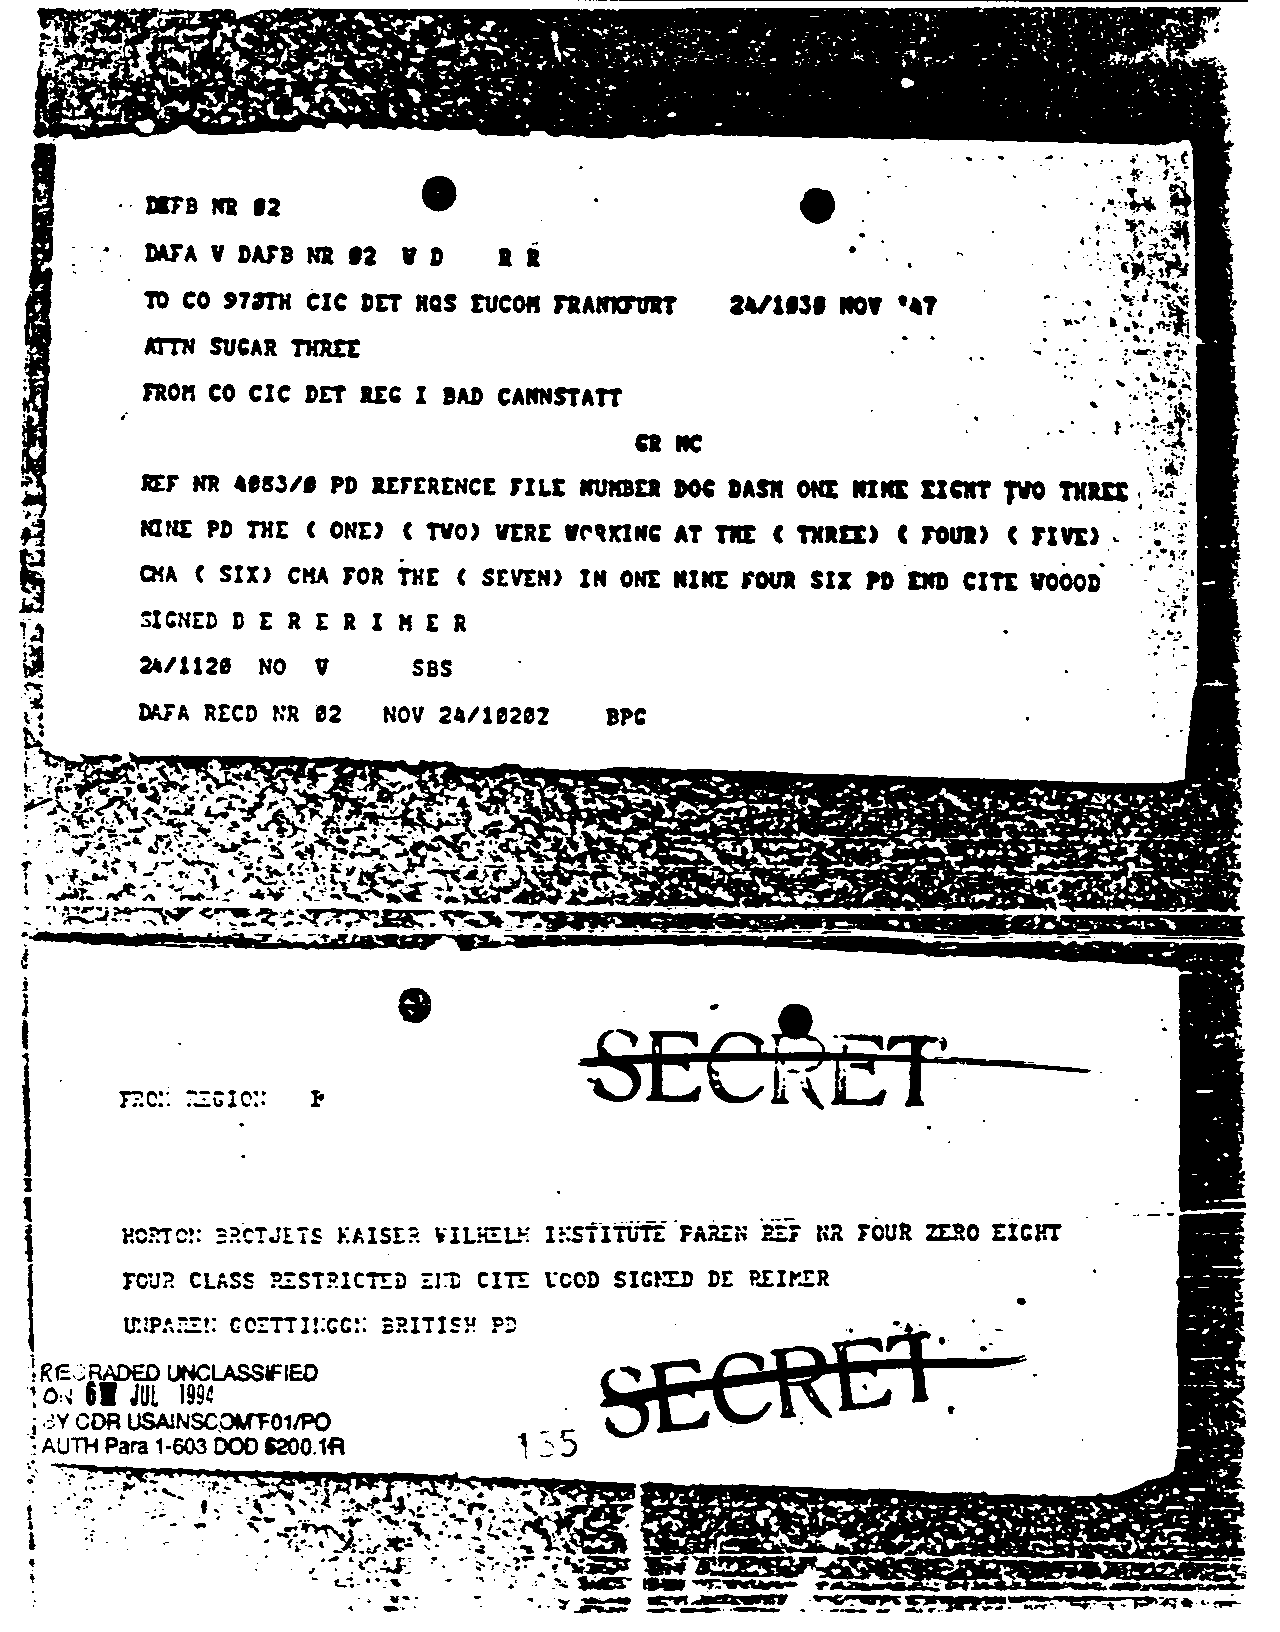 DEFB NR 02
DAFA V DAFB NR 02 V D R R
TO CO 970TH CIC DET HQS EUCOM FRANKFURT 24/1030 NOV '47
ATTN SUGAR THREE
FROM CO CIC DET REG I BAD CANNSTATT
GR NC
REF NR 4083/0 PD REFERENCE FILE NUMBER DOG DASH ONE NINE EIGHT TWO THREE
NINE PD THE ( ONE) ( TWO) WERE WORKING AT THE ( THREE) ( FOUR) ( FIVE)
CMA ( SIX) CMA FOR THE ( SEVEN) IN ONE NINE FOUR SIX PD END CITE WOOOD
SIGNED D E R E R I M E R
24/1120 NO V SBS
DAFA RECD NR 02 NOV 24/1020Z BPG
SECRET
FROM REGION
HORTON BROTJETS KAISER WILHELM INSTITUTE PAREN REF NR FOUR ZERO EIGHT
FOUR CLASS RESTRICTED END CITE WOOD SIGNED DE REIMER
UNPAREN GOETTINGGN BRITISH PD
SECRET
REGRADED UNCLASSIFIED
ON JUL 1994
BY CDR USAINSCOM F01/PO
AUTH Para 1-603 DOD 5200.1R
135